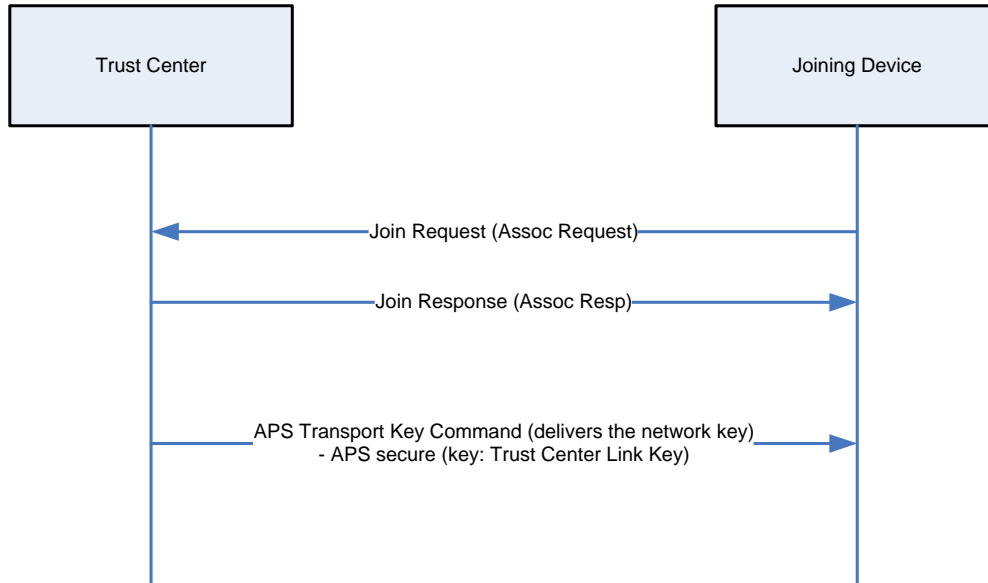 Trust Center
Joining Device
Join Request (Assoc Request)
Join Response (Assoc Resp)
APS Transport Key Command (delivers the network key)
- APS secure (key: Trust Center Link Key)